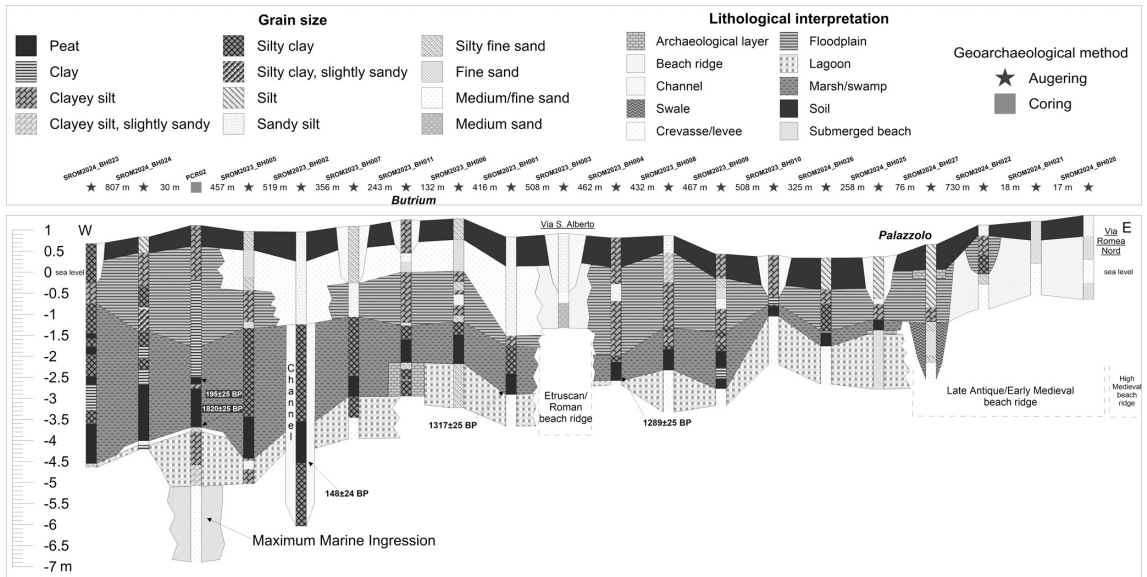 Grain size
Peat
Clay
Clayey silt
Clayey silt, slightly sandy
Silty clay
Silty clay, slightly sandy
Silt
Sandy silt
Silty fine sand
Fine sand
Medium/fine sand
Medium sand
Lithological interpretation
Archaeological layer
Beach ridge
Channel
Swale
Crevasse/levee
Floodplain
Lagoon
Marsh/swamp
Soil
Submerged beach
Geoarchaeological method
Augering
Coring
SROM2024_BH023
SROM2024_BH024
PCR02
SROM2023_BH005
SROM2023_BH002
SROM2023_BH007
SROM2023_BH011
SROM2023_BH006
SROM2023_BH001
SROM2023_BH003
SROM2023_BH004
SROM2023_BH008
SROM2023_BH009
SROM2023_BH010
SROM2024_BH026
SROM2024_BH025
SROM2024_BH027
SROM2024_BH022
SROM2024_BH021
SROM2024_BH020
807 m 30 m 457 m 519 m 356 m 243 m 132 m 416 m 508 m 462 m 432 m 467 m 508 m 325 m 258 m 76 m 730 m 18 m 17 m
Butrium
W
Via S. Alberto
Palazzolo
E
Via
Romea
Nord
1
0.5
0
sea level
sea level
-0.5
-1
-1.5
-2
-2.5
-3
-3.5
-4
-4.5
-5
-5.5
-6
-6.5
-7 m
195±25 BP
1820±25 BP
Channel
148±24 BP
1317±25 BP
Etruscan/
Roman
beach ridge
1289±25 BP
Late Antique/Early Medieval
beach ridge
High
Medieval
beach
ridge
Maximum Marine Ingression